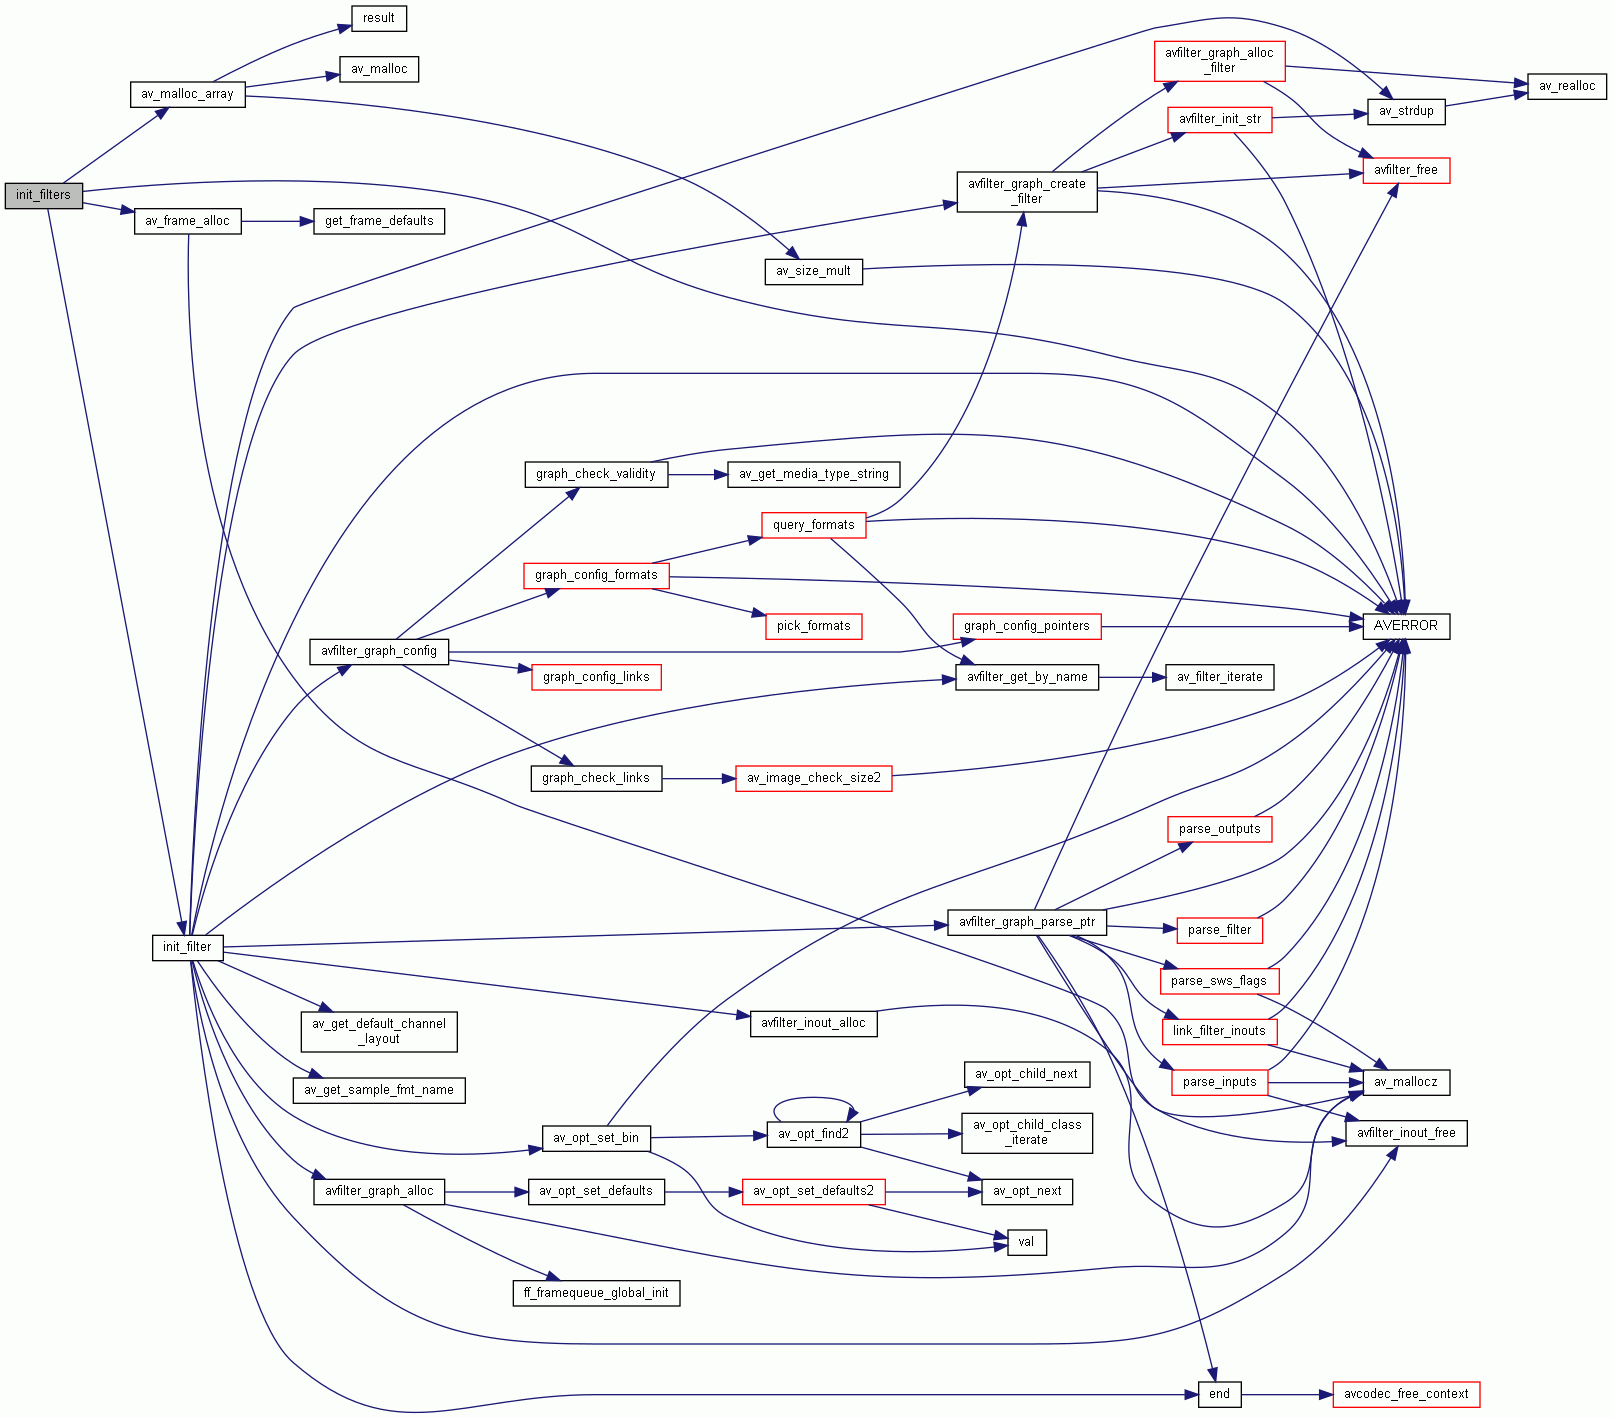 result
avfilter_graph_alloc
_filter
av_malloc
av_realloc
av_malloc_array
av_strdup
avfilter_init_str
avfilter_free
init_filters
avfilter_graph_create
_filter
av_frame_alloc
get_frame_defaults
av_size_mult
graph_check_validity
av_get_media_type_string
query_formats
graph_config_formats
pick_formats
graph_config_pointers
AVERROR
avfilter_graph_config
graph_config_links
avfilter_get_by_name
av_filter_iterate
graph_check_links
av_image_check_size2
parse_outputs
avfilter_graph_parse_ptr
parse_filter
init_filter
parse_sws_flags
av_get_default_channel
_layout
avfilter_inout_alloc
link_filter_inouts
av_opt_child_next
av_get_sample_fmt_name
parse_inputs
av_mallocz
av_opt_set_bin
av_opt_find2
av_opt_child_class
_iterate
avfilter_inout_free
avfilter_graph_alloc
av_opt_set_defaults
av_opt_set_defaults2
av_opt_next
val
ff_framequeue_global_init
end
avcodec_free_context